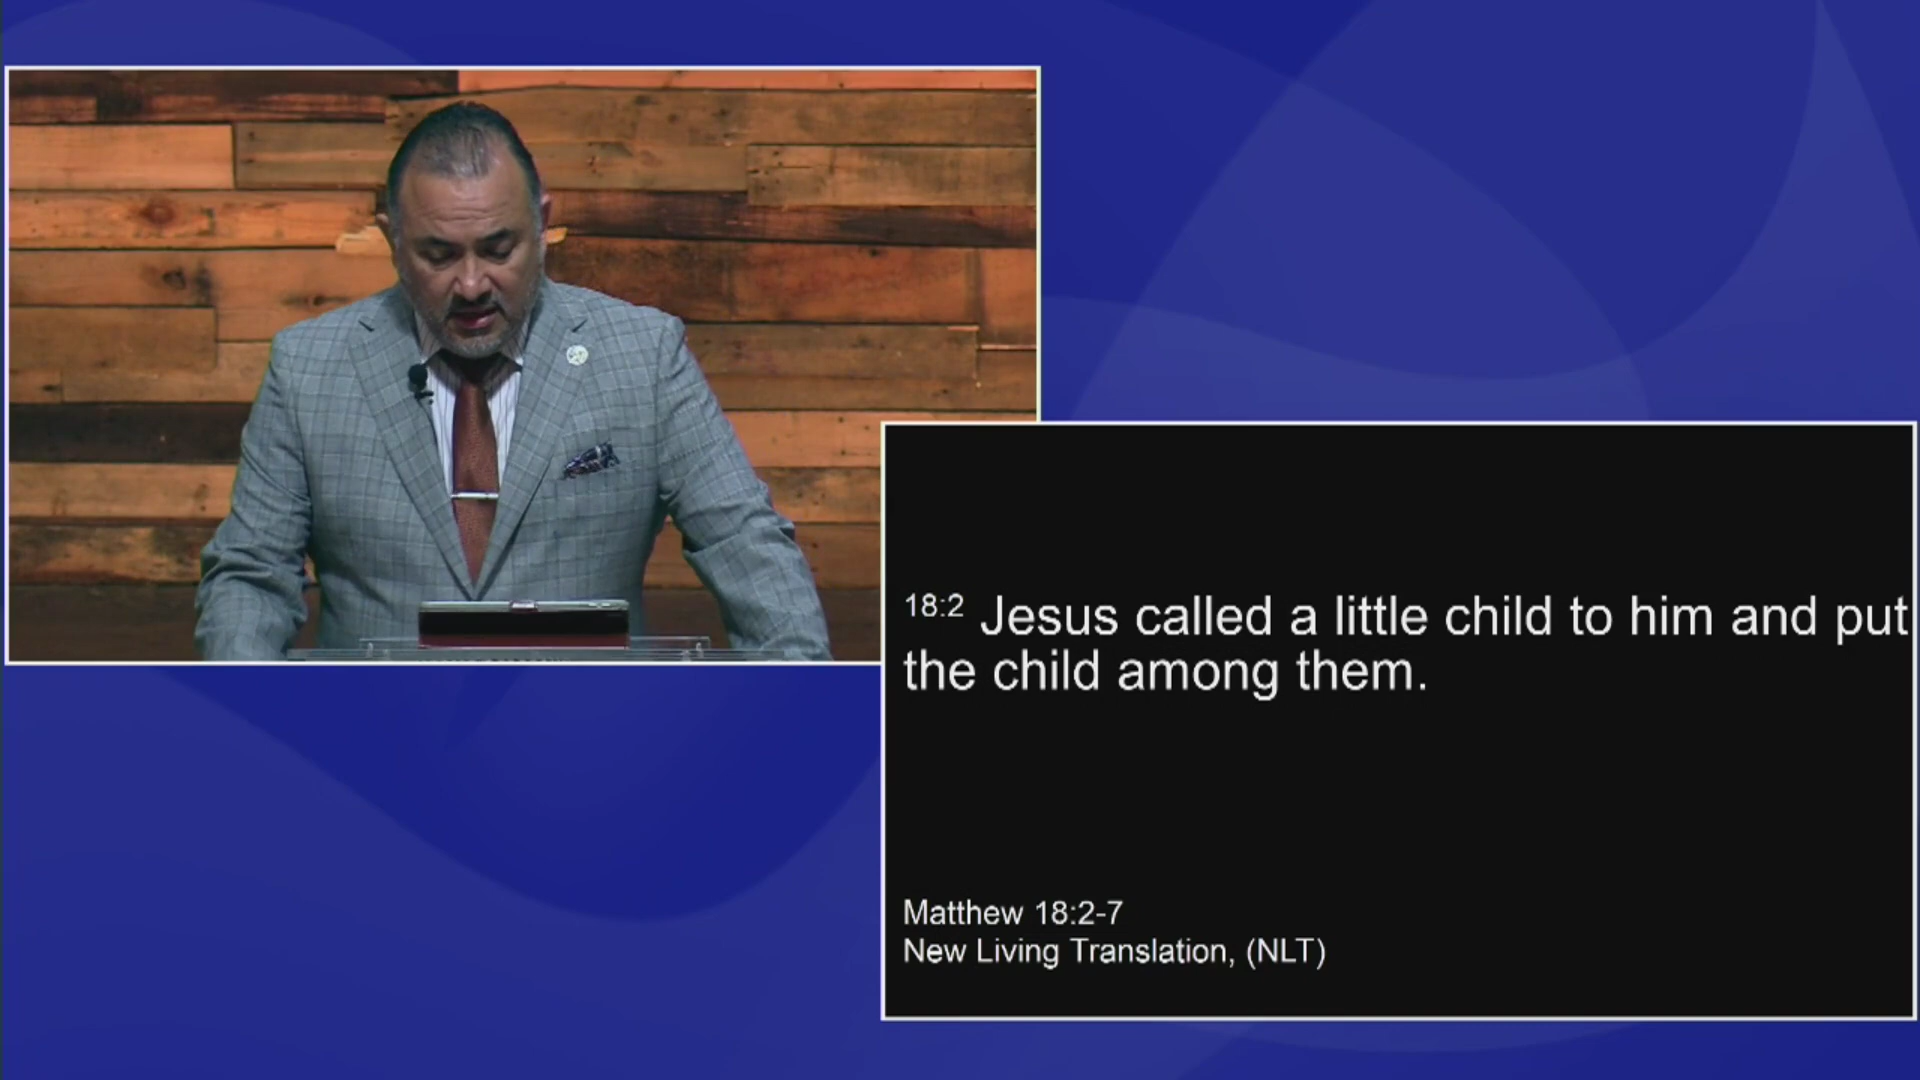 18:2 Jesus called a little child to him and put
the child among them.
Matthew 18:2-7
New Living Translation, (NLT)